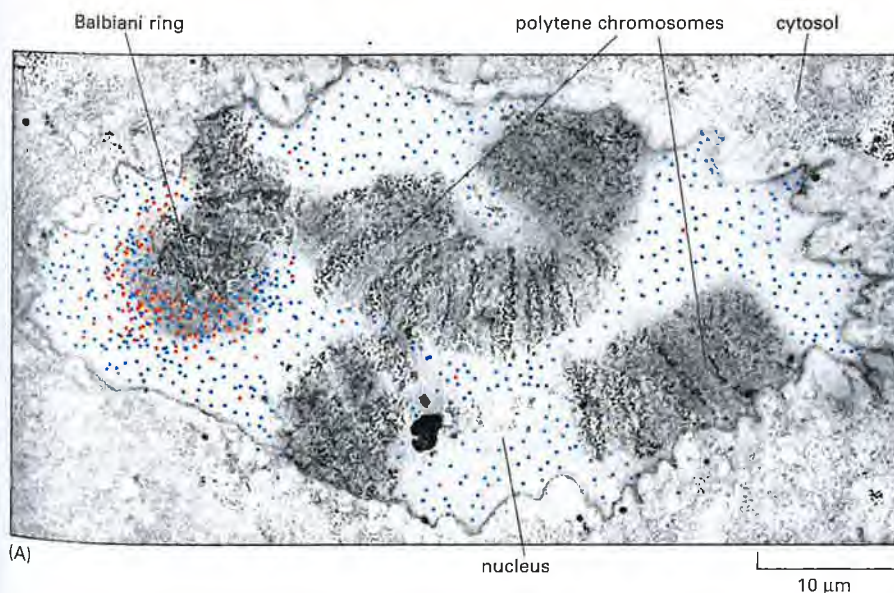 Balbiani ring
polytene chromosomes
cytosol
(A)
nucleus
10 µm